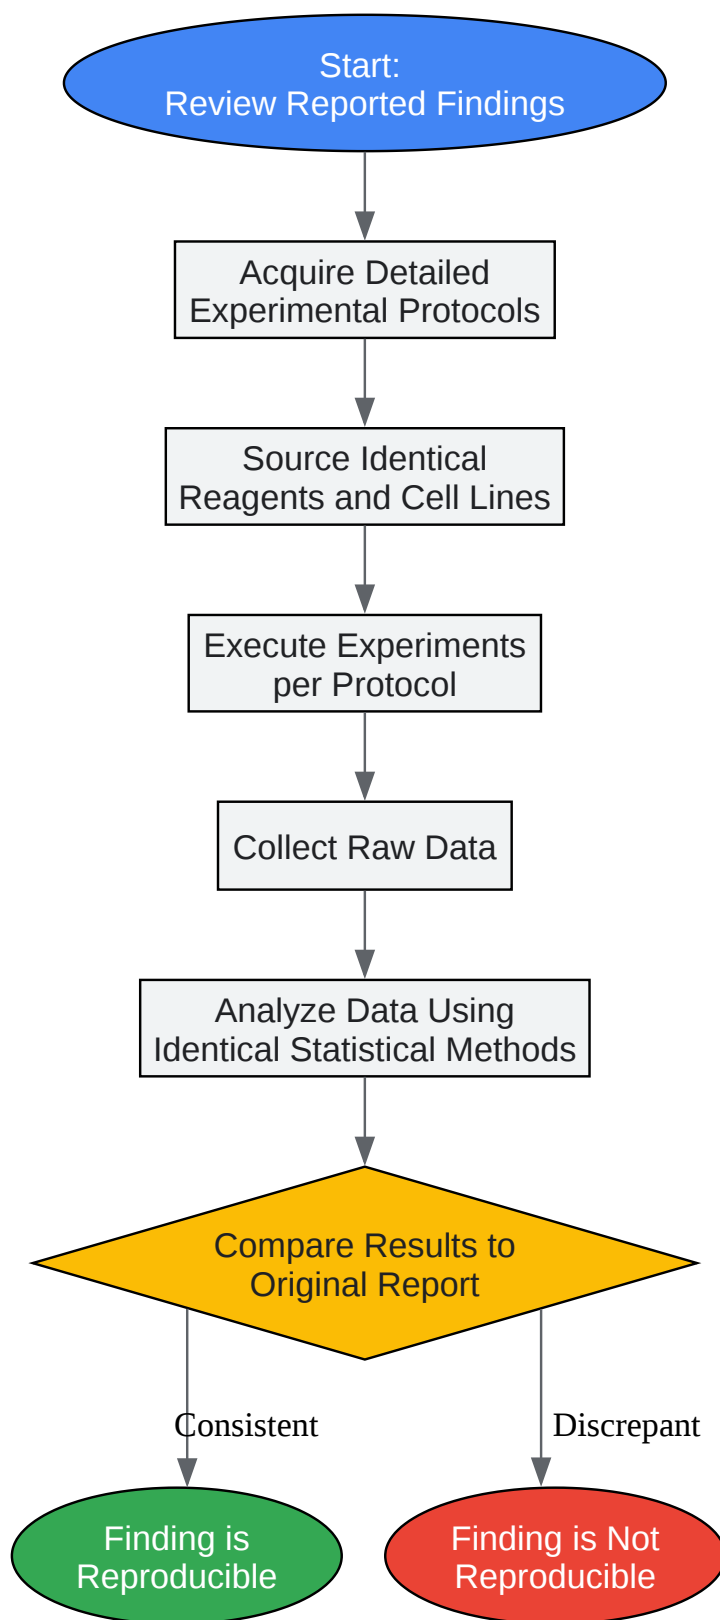 Start:
Review Reported Findings
Acquire Detailed
Experimental Protocols
Source Identical
Reagents and Cell Lines
Execute Experiments
per Protocol
Collect Raw Data
Analyze Data Using
Identical Statistical Methods
Compare Results to
Original Report
Consistent
Discrepant
Finding is
Reproducible
Finding is Not
Reproducible